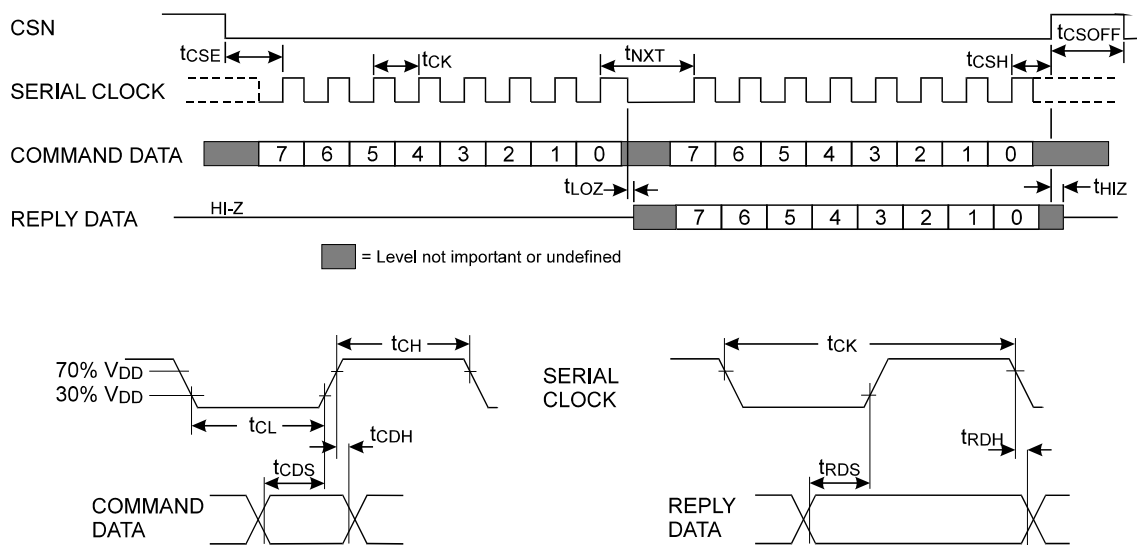 CSN
tCSE
tCK
tNXT
tCSH
tCSOFF
SERIAL CLOCK
COMMAND DATA
7 6 5 4 3 2 1 0
7 6 5 4 3 2 1 0
tLOZ
tHIZ
REPLY DATA
HI-Z
7 6 5 4 3 2 1 0
= Level not important or undefined
70% VDD
30% VDD
tCH
tCL
tCDH
tCDS
COMMAND
DATA
SERIAL
CLOCK
tCK
tRDH
tRDS
REPLY
DATA